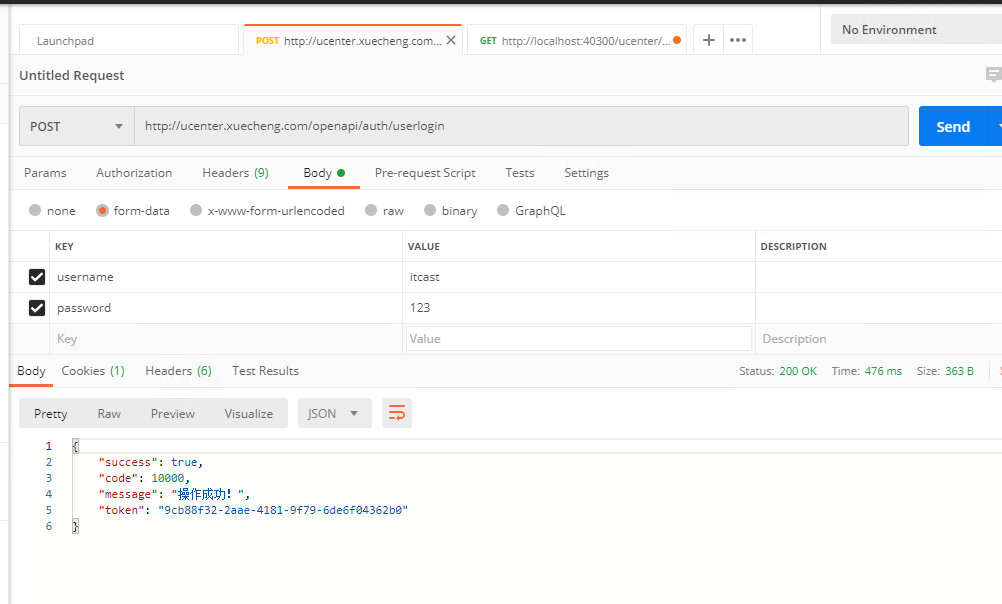 Launchpad POST http://ucenter.xuecheng.com... GET http://localhost:40300/ucenter/... No Environment
Untitled Request
POST http://ucenter.xuecheng.com/openapi/auth/userlogin Send
Params Authorization Headers (9) Body Pre-request Script Tests Settings
none form-data x-www-form-urlencoded raw binary GraphQL
KEY VALUE DESCRIPTION
username itcast
password 123
Key Value Description
Body Cookies (1) Headers (6) Test Results Status: 200 OK Time: 476 ms Size: 363 B
Pretty Raw Preview Visualize JSON
1 {
2 "success": true,
3 "code": 10000,
4 "message": "操作成功！",
5 "token": "9cb88f32-2aae-4181-9f79-6de6f04362b0"
6 }